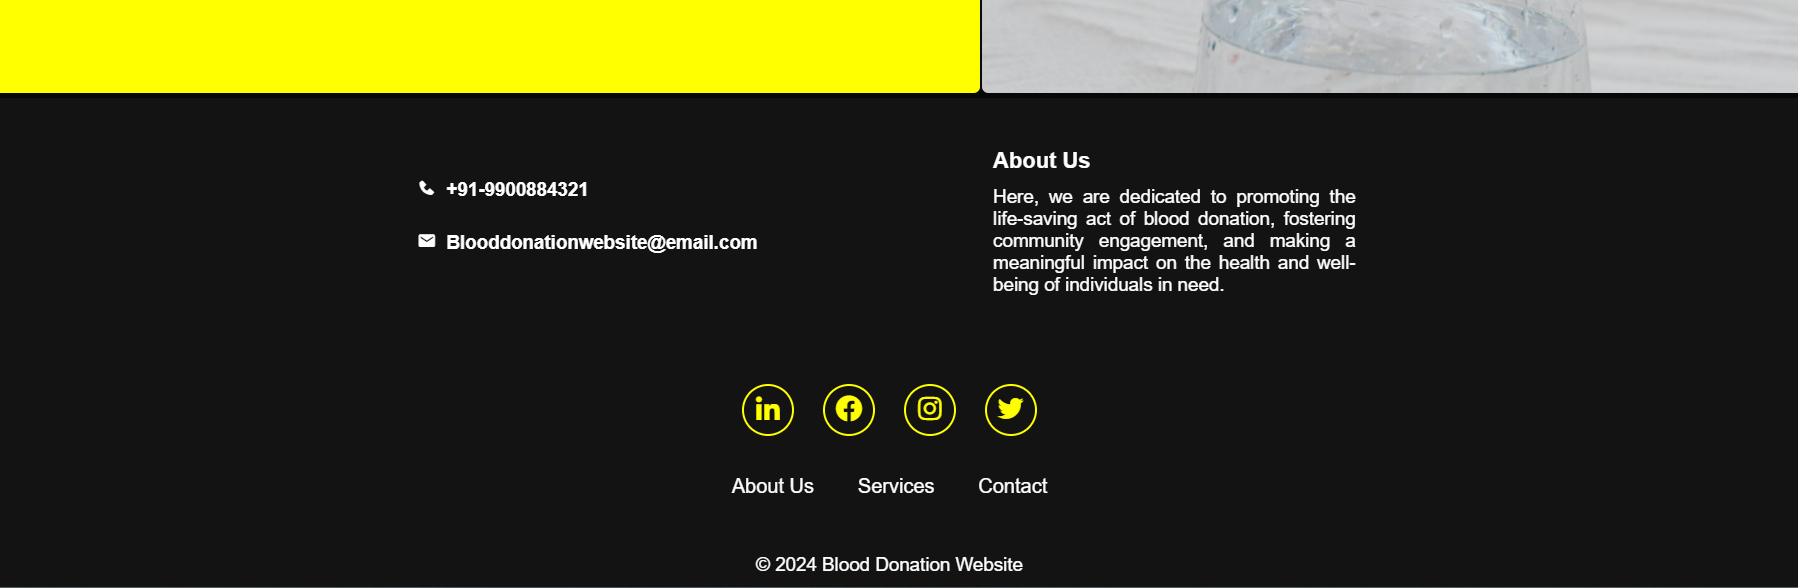 +91-9900884321
Blooddonationwebsite@email.com
About Us
Here, we are dedicated to promoting the
life-saving act of blood donation, fostering
community engagement, and making a
meaningful impact on the health and well-
being of individuals in need.
in
About Us Services Contact
© 2024 Blood Donation Website